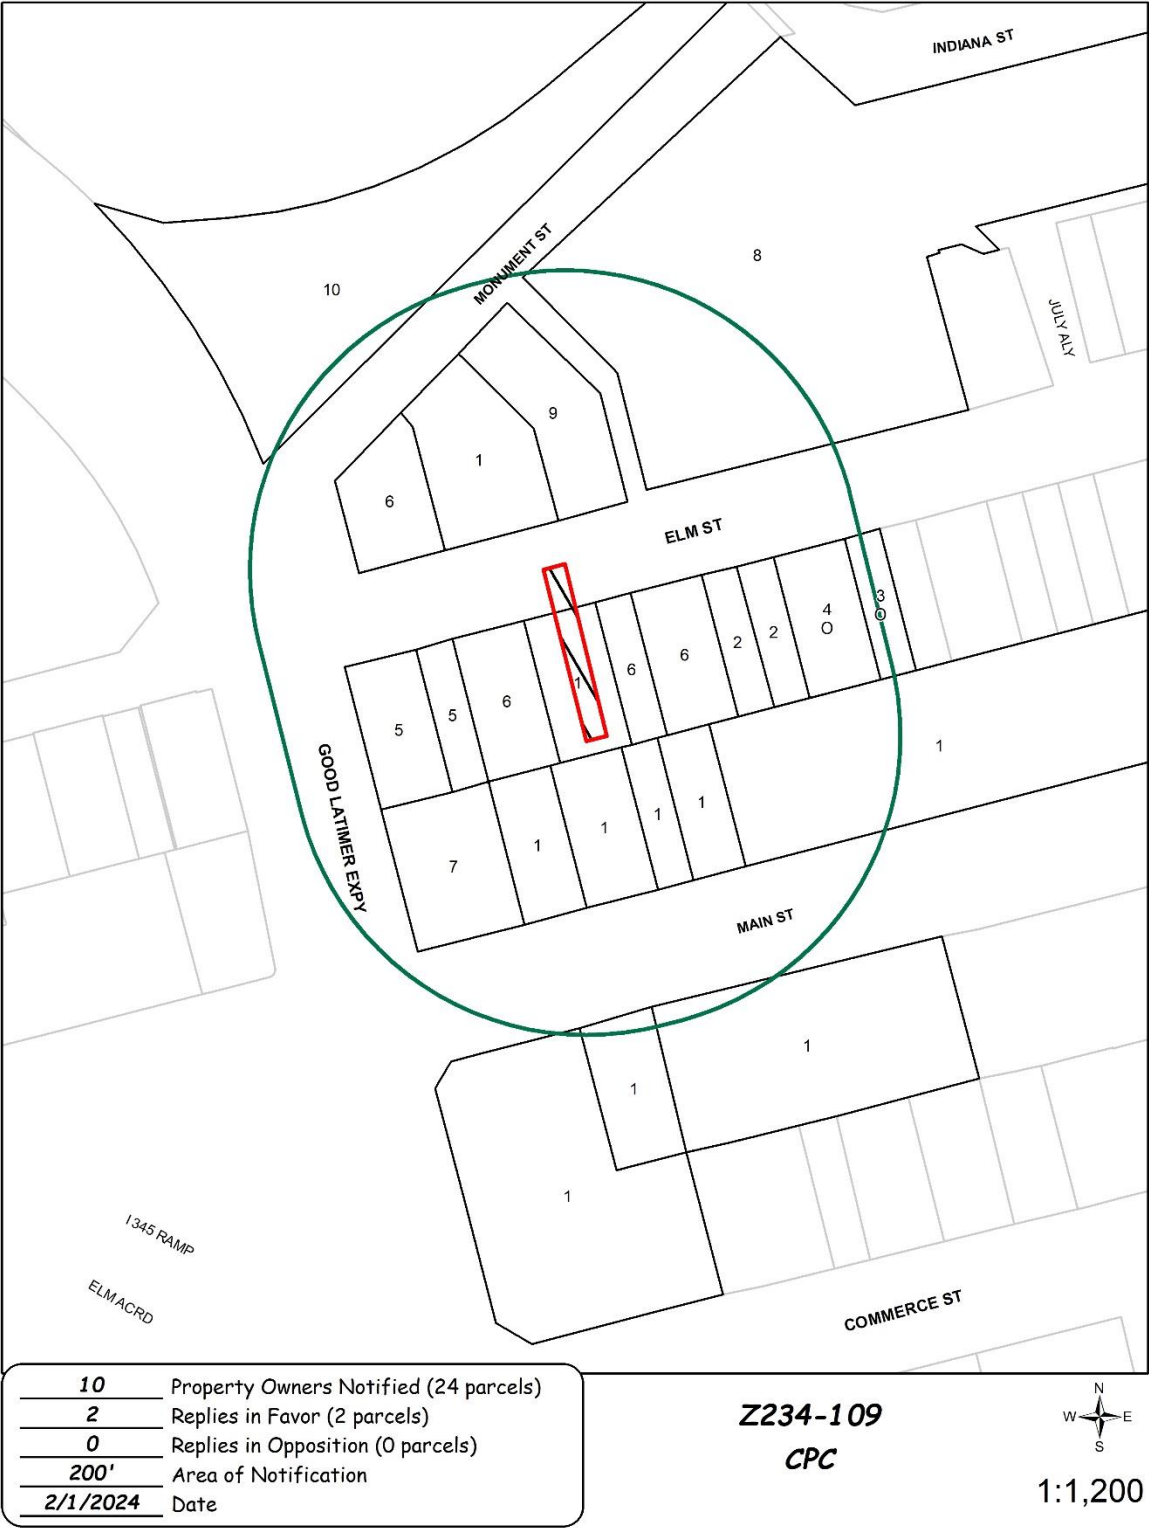 INDIANA ST
MONUMENT ST
8
10
JULY ALY
9
1
6
ELM ST
3
O
4
O
2
2
6
6
1
6
5
5
1
GOOD LATIMER EXPY
1
1
1
1
7
MAIN ST
1
1
1
I 345 RAMP
ELM ACRD
COMMERCE ST
10 Property Owners Notified (24 parcels)
2 Replies in Favor (2 parcels)
0 Replies in Opposition (0 parcels)
200' Area of Notification
2/1/2024 Date
Z234-109
CPC
N
W E
S
1:1,200